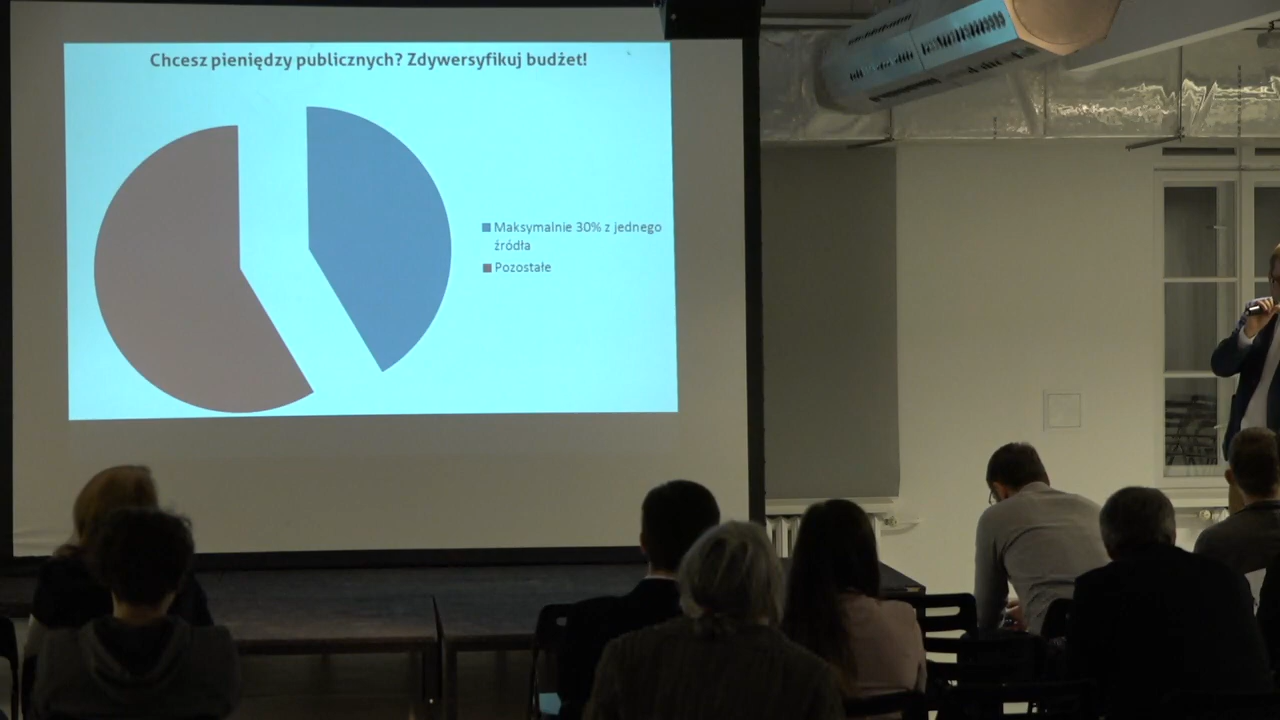 Chcesz pieniędzy publicznych? Zdywersyfikuj budżet!
Maksymalnie 30% z jednego
źródła
Pozostałe